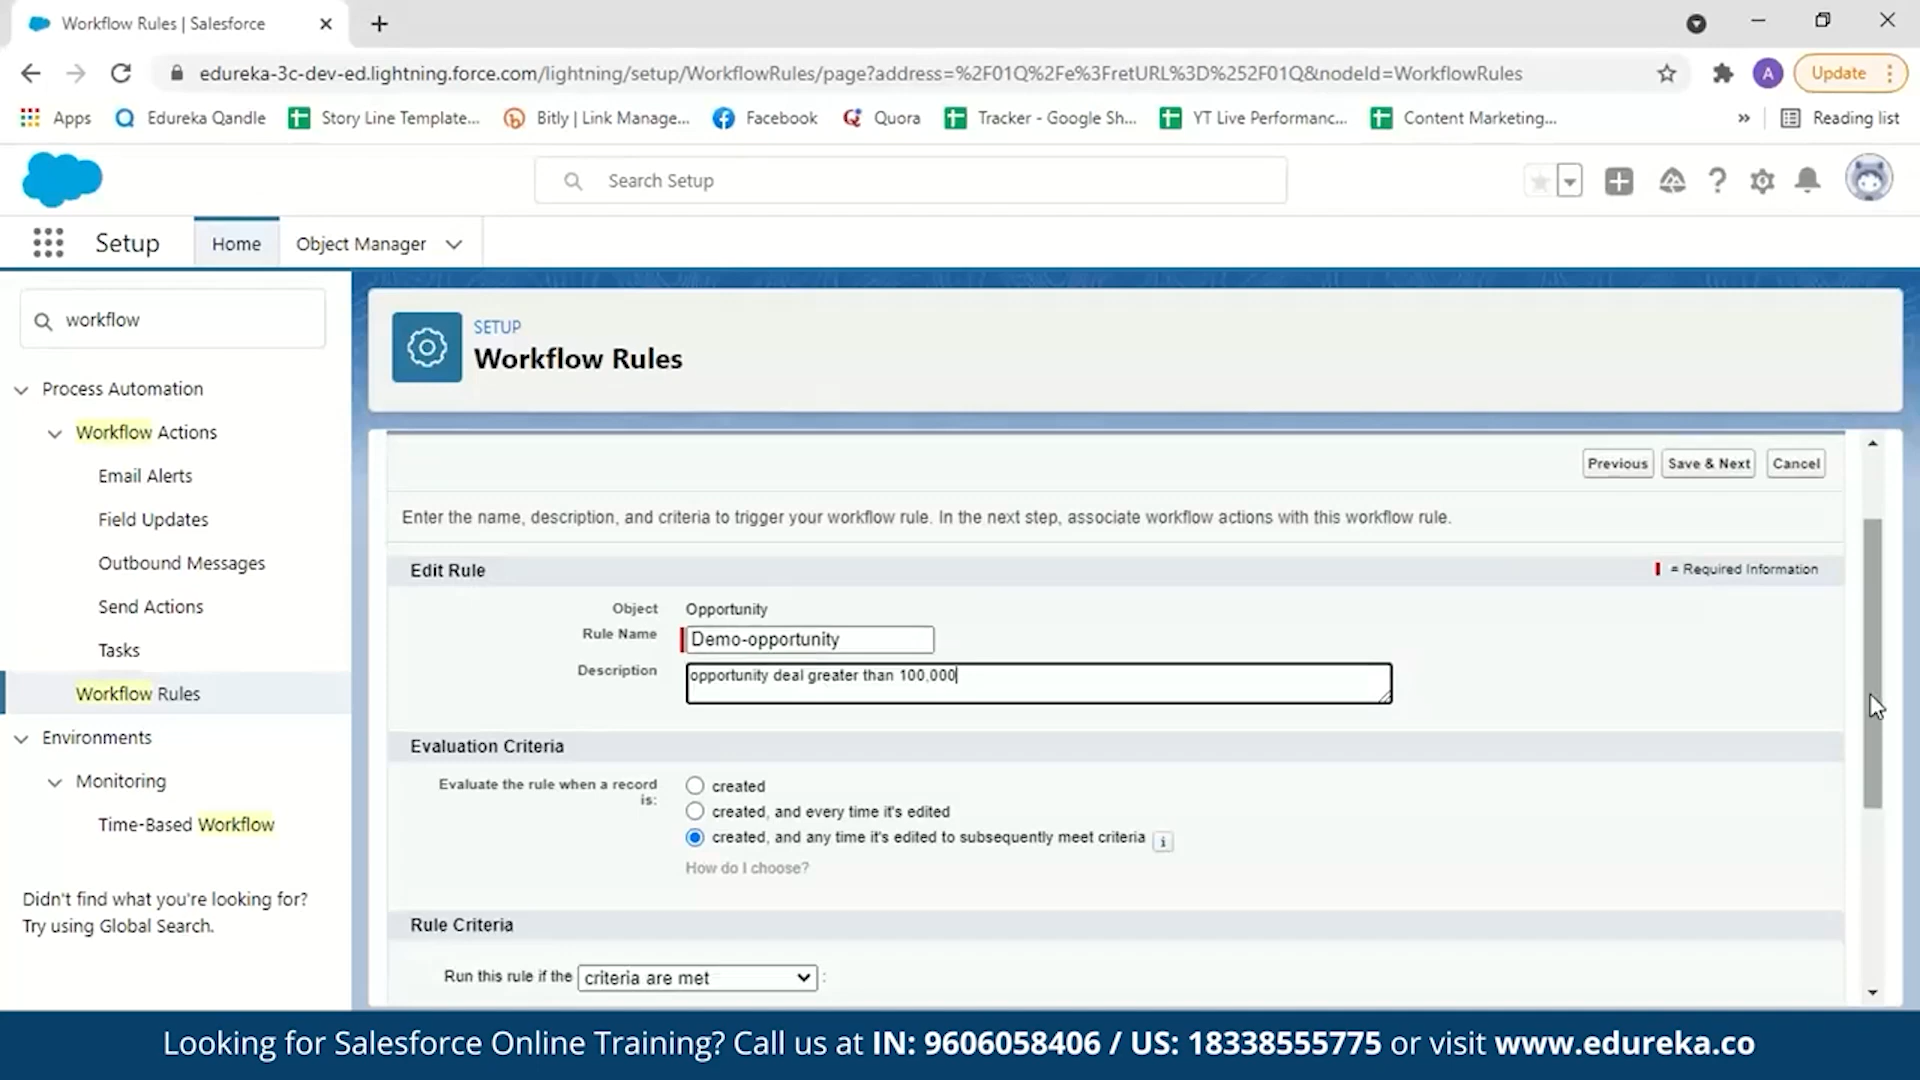 Workflow Rules | Salesforce
edureka-3c-dev-ed.lightning.force.com/lightning/setup/WorkflowRules/page?address=%2F01Q%2Fe%3FretURL%3D%252F01Q&nodeId=WorkflowRules
A
Update
Apps
Edureka Qandle
Story Line Template...
Bitly | Link Manage...
Facebook
Quora
Tracker - Google Sh...
YT Live Performanc...
Content Marketing...
»
Reading list
Search Setup
Setup
Home
Object Manager
workflow
Process Automation
Workflow Actions
Email Alerts
Field Updates
Outbound Messages
Send Actions
Tasks
Workflow Rules
Environments
Monitoring
Time-Based Workflow
Didn't find what you're looking for?
Try using Global Search.
SETUP
Workflow Rules
Previous
Save & Next
Cancel
Enter the name, description, and criteria to trigger your workflow rule. In the next step, associate workflow actions with this workflow rule.
Edit Rule
= Required Information
Object
Opportunity
Rule Name
Demo-opportunity
Description
opportunity deal greater than 100,000
Evaluation Criteria
Evaluate the rule when a record
is:
created
created, and every time it's edited
created, and any time it's edited to subsequently meet criteria
i
How do I choose?
Rule Criteria
Run this rule if the criteria are met :
Looking for Salesforce Online Training? Call us at IN: 9606058406 / US: 18338555775 or visit www.edureka.co